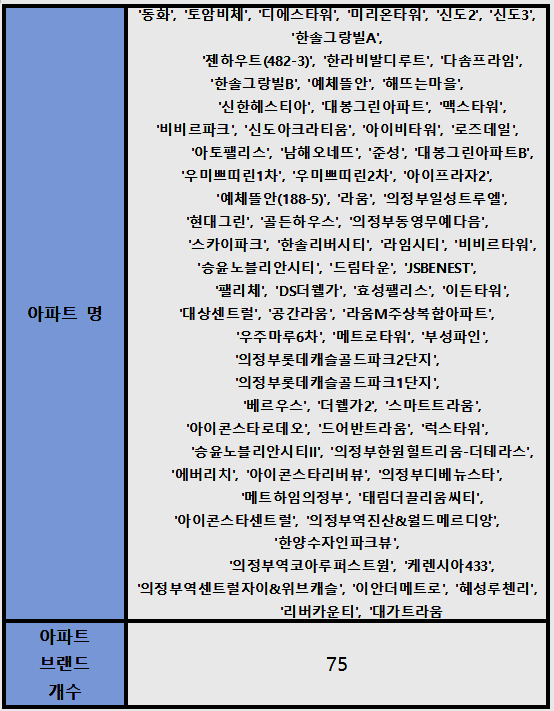 '동화', '토암비체', '디에스타워', '미리온타워', '신도2', '신도3',
'한솔그랑빌A',
'젠하우트(482-3)', '한라비발디루트', '다솜프라임',
'한솔그랑빌B', '예체뜰안', '해뜨는마을',
'신한헤스티아', '대봉그린아파트', '맥스타워',
'비비르파크', '신도아크라티움', '아이비타워', '로즈데일',
'아토팰리스', '남해오네뜨', '준성', '대봉그린아파트B',
'우미쁘띠린1차', '우미쁘띠린2차', '아이프라자2',
'예체뜰안(188-5)', '라움', '의정부일성트루엘',
'현대그린', '골든하우스', '의정부동영무예다음',
'스카이파크', '한솔리버시티', '라임시티', '비비르타워',
'승윤노블리안시티', '드림타운', 'JSBENEST',
아파트 명
'팰리체', 'DS더웰가', '효성팰리스', '이든타워',
'대상센트럴', '공간라움', '라움M주상복합아파트',
'우주마루6차', '메트로타워', '부성파인',
'의정부롯데캐슬골드파크2단지',
'의정부롯데캐슬골드파크1단지',
'베르우스', '더웰가2', '스마트트라움',
'아이콘스타로데오', '드어반트라움', '럭스타워',
'승윤노블리안시티II', '의정부한원힐트리움-더테라스',
'에버리치', '아이콘스타리버뷰', '의정부디베뉴스타',
'메트하임의정부', '태림더끌리움씨티',
'아이콘스타센트럴', '의정부역진산&월드메르디앙',
'한양수자인파크뷰',
'의정부역코아루퍼스트원', '케렌시아433',
'의정부역센트럴자이&위브캐슬', '이안더메트로', '혜성루첸리',
'리버카운티', '대가트라움
아파트
브랜드
개수
75